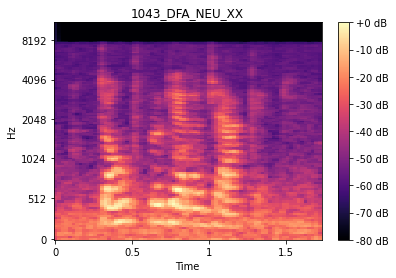 1043_DFA_NEU_XX
+0 dB
8192
-10 dB
4096
-20 dB
-30 dB
2048
Hz
-40 dB
1024
-50 dB
512
-60 dB
-70 dB
0
-80 dB
0
0.5
1
1.5
Time